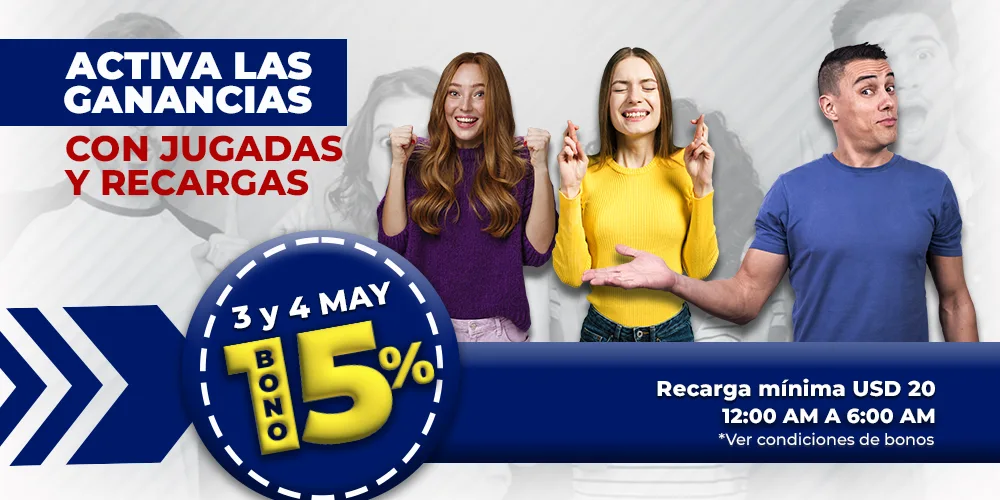 ACTIVA LAS
GANANCIAS
CON JUGADAS
Y RECARGAS
3 y 4 MAY
BONO
15%
Recarga mínima USD 20
12:00 AM A 6:00 AM
*Ver condiciones de bonos